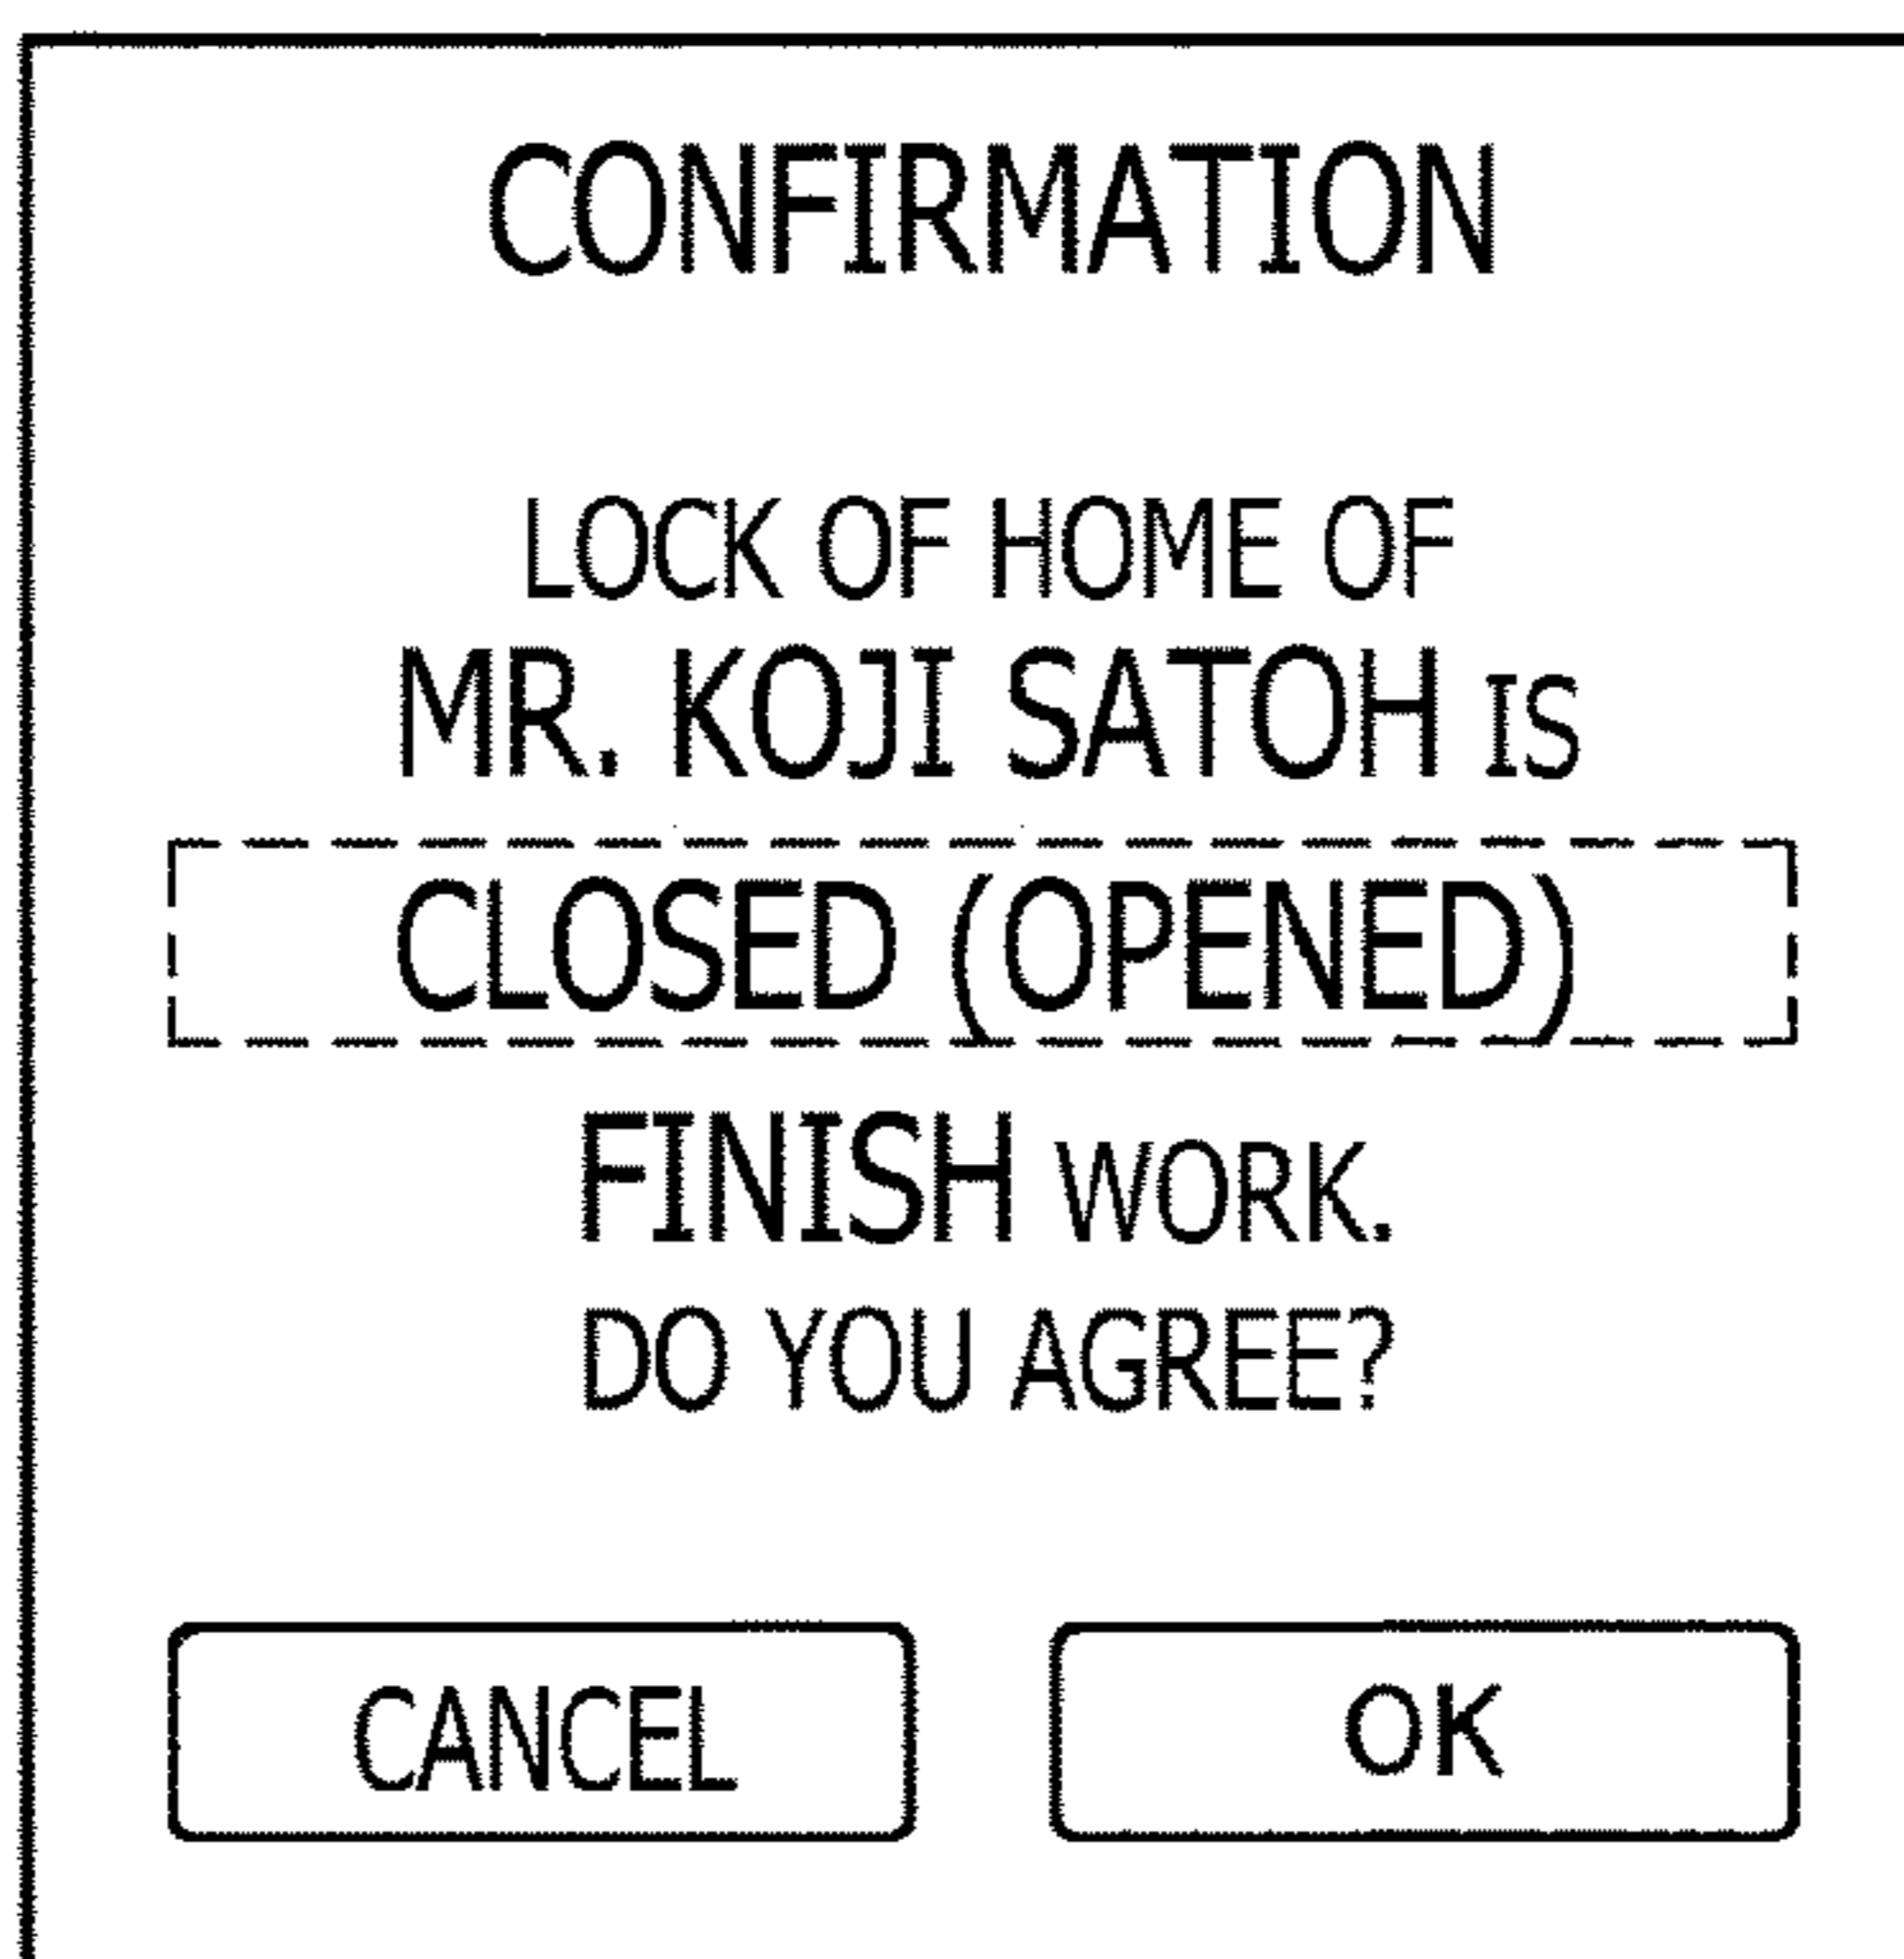 CONFIRMATION
LOCK OF HOME OF
MR. KOJI SATOH IS
CLOSED (OPENED)
FINISH WORK.
DO YOU AGREE?
CANCEL
OK